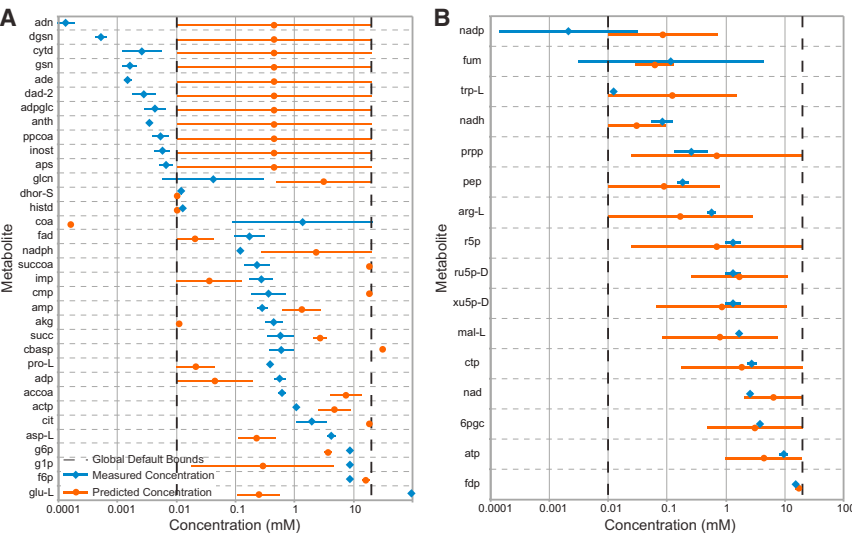 A
Metabolite
adn
dgsn
cytd
gsn
ade
dad-2
adpglc
anth
ppcoa
inost
aps
glcn
dhor-S
histd
coa
fad
nadph
succoa
imp
cmp
amp
akg
succ
cbasp
pro-L
adp
accoa
actp
cit
asp-L
g6p
g1p
f6p
glu-L
Global Default Bounds
Measured Concentration
Predicted Concentration
0.0001 0.001 0.01 0.1 1 10 100
Concentration (mM)
B
Metabolite
nadp
fum
trp-L
nadh
prpp
pep
arg-L
r5p
ru5p-D
xu5p-D
mal-L
ctp
nad
6pgc
atp
fdp
0.0001 0.001 0.01 0.1 1 10 100
Concentration (mM)